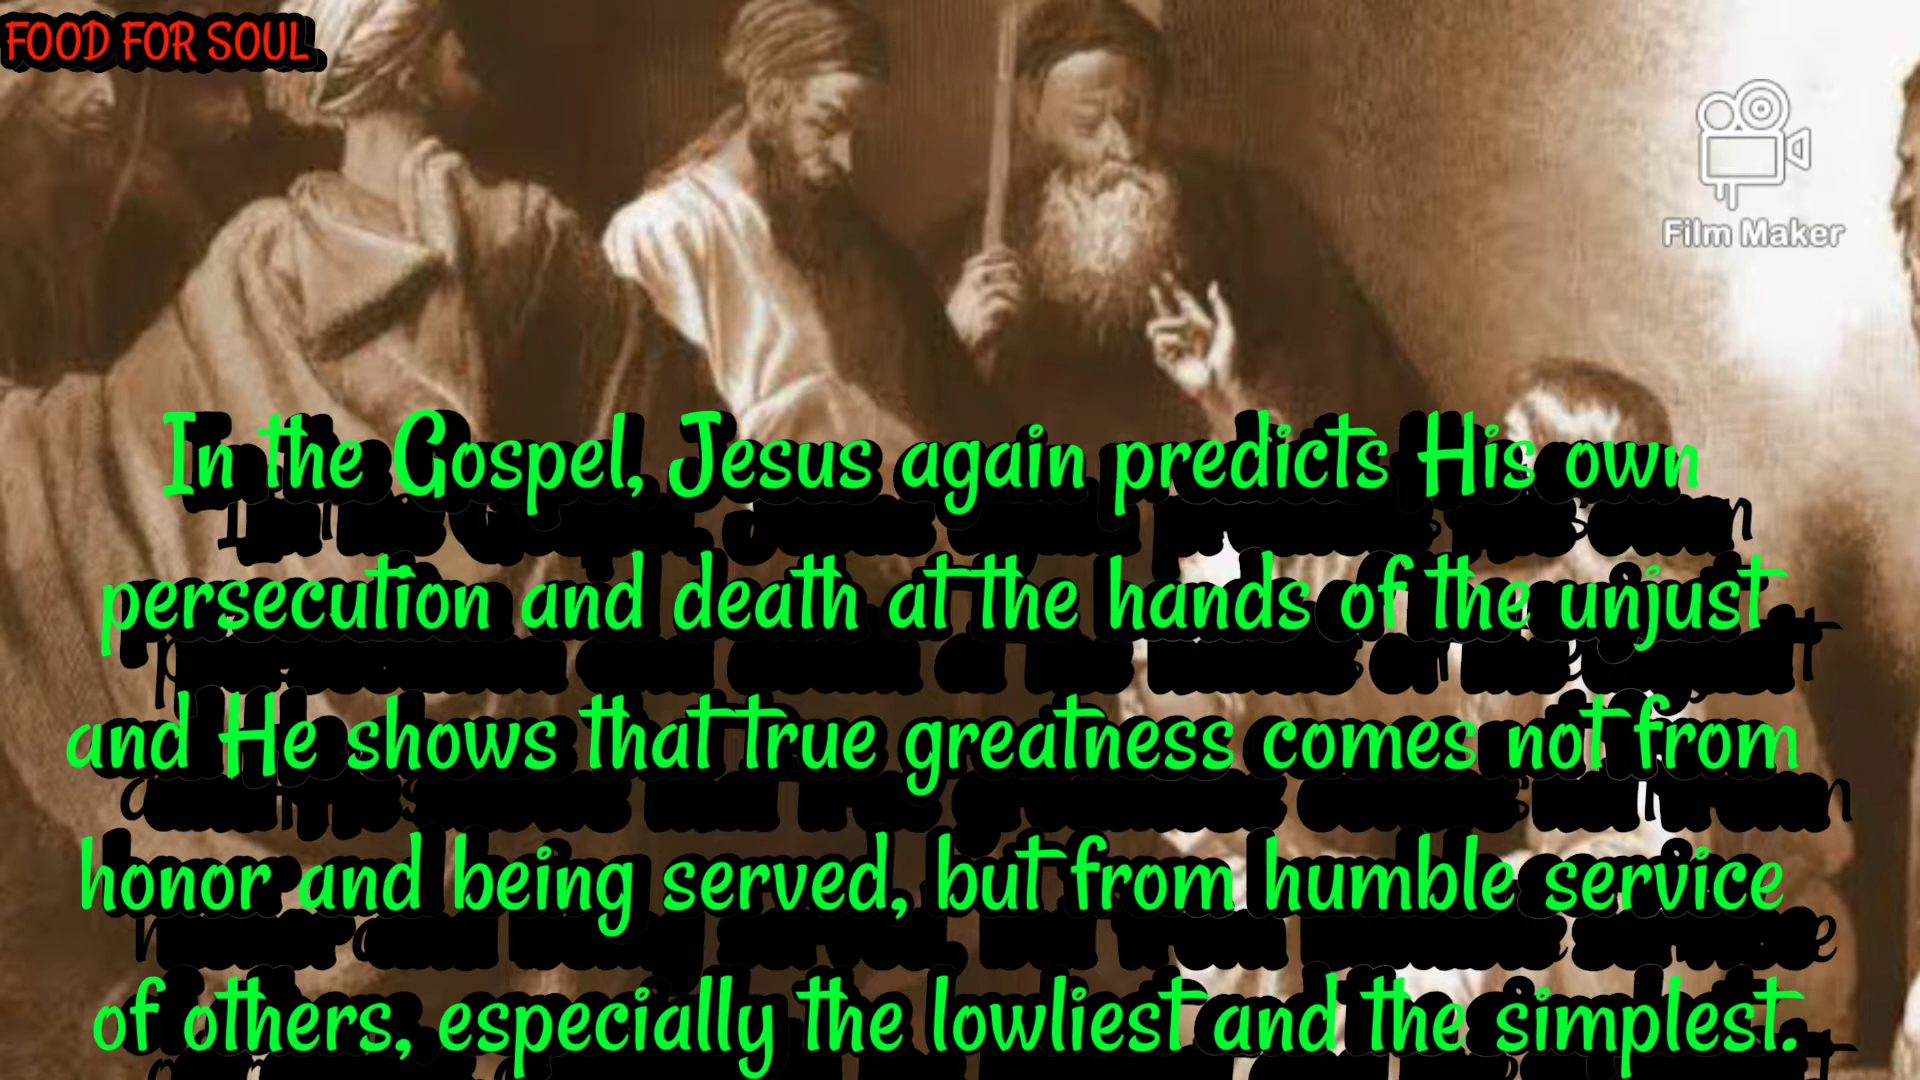 FOOD FOR SOUL
Film Maker
In the Gospel, Jesus again predicts His own
persecution and death at the hands of the unjust
and He shows that true greatness comes not from
honor and being served, but from humble service
of others, especially the lowliest and the simplest.